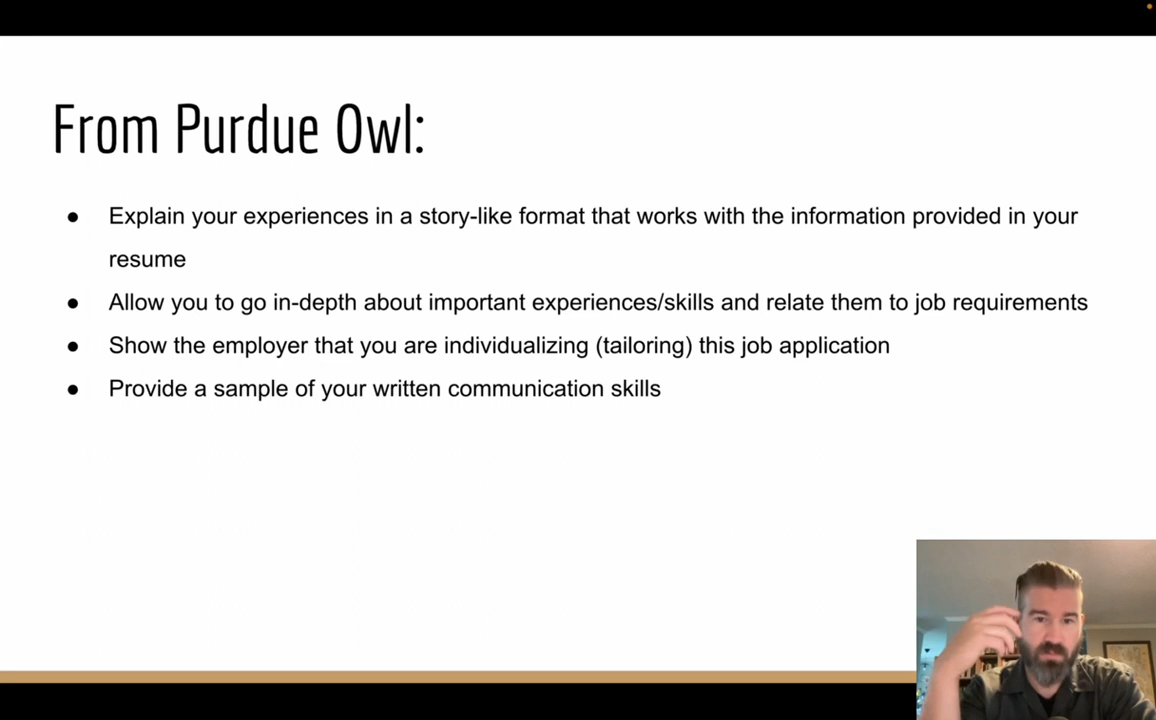 From Purdue Owl:
● Explain your experiences in a story-like format that works with the information provided in your
resume
● Allow you to go in-depth about important experiences/skills and relate them to job requirements
● Show the employer that you are individualizing (tailoring) this job application
● Provide a sample of your written communication skills